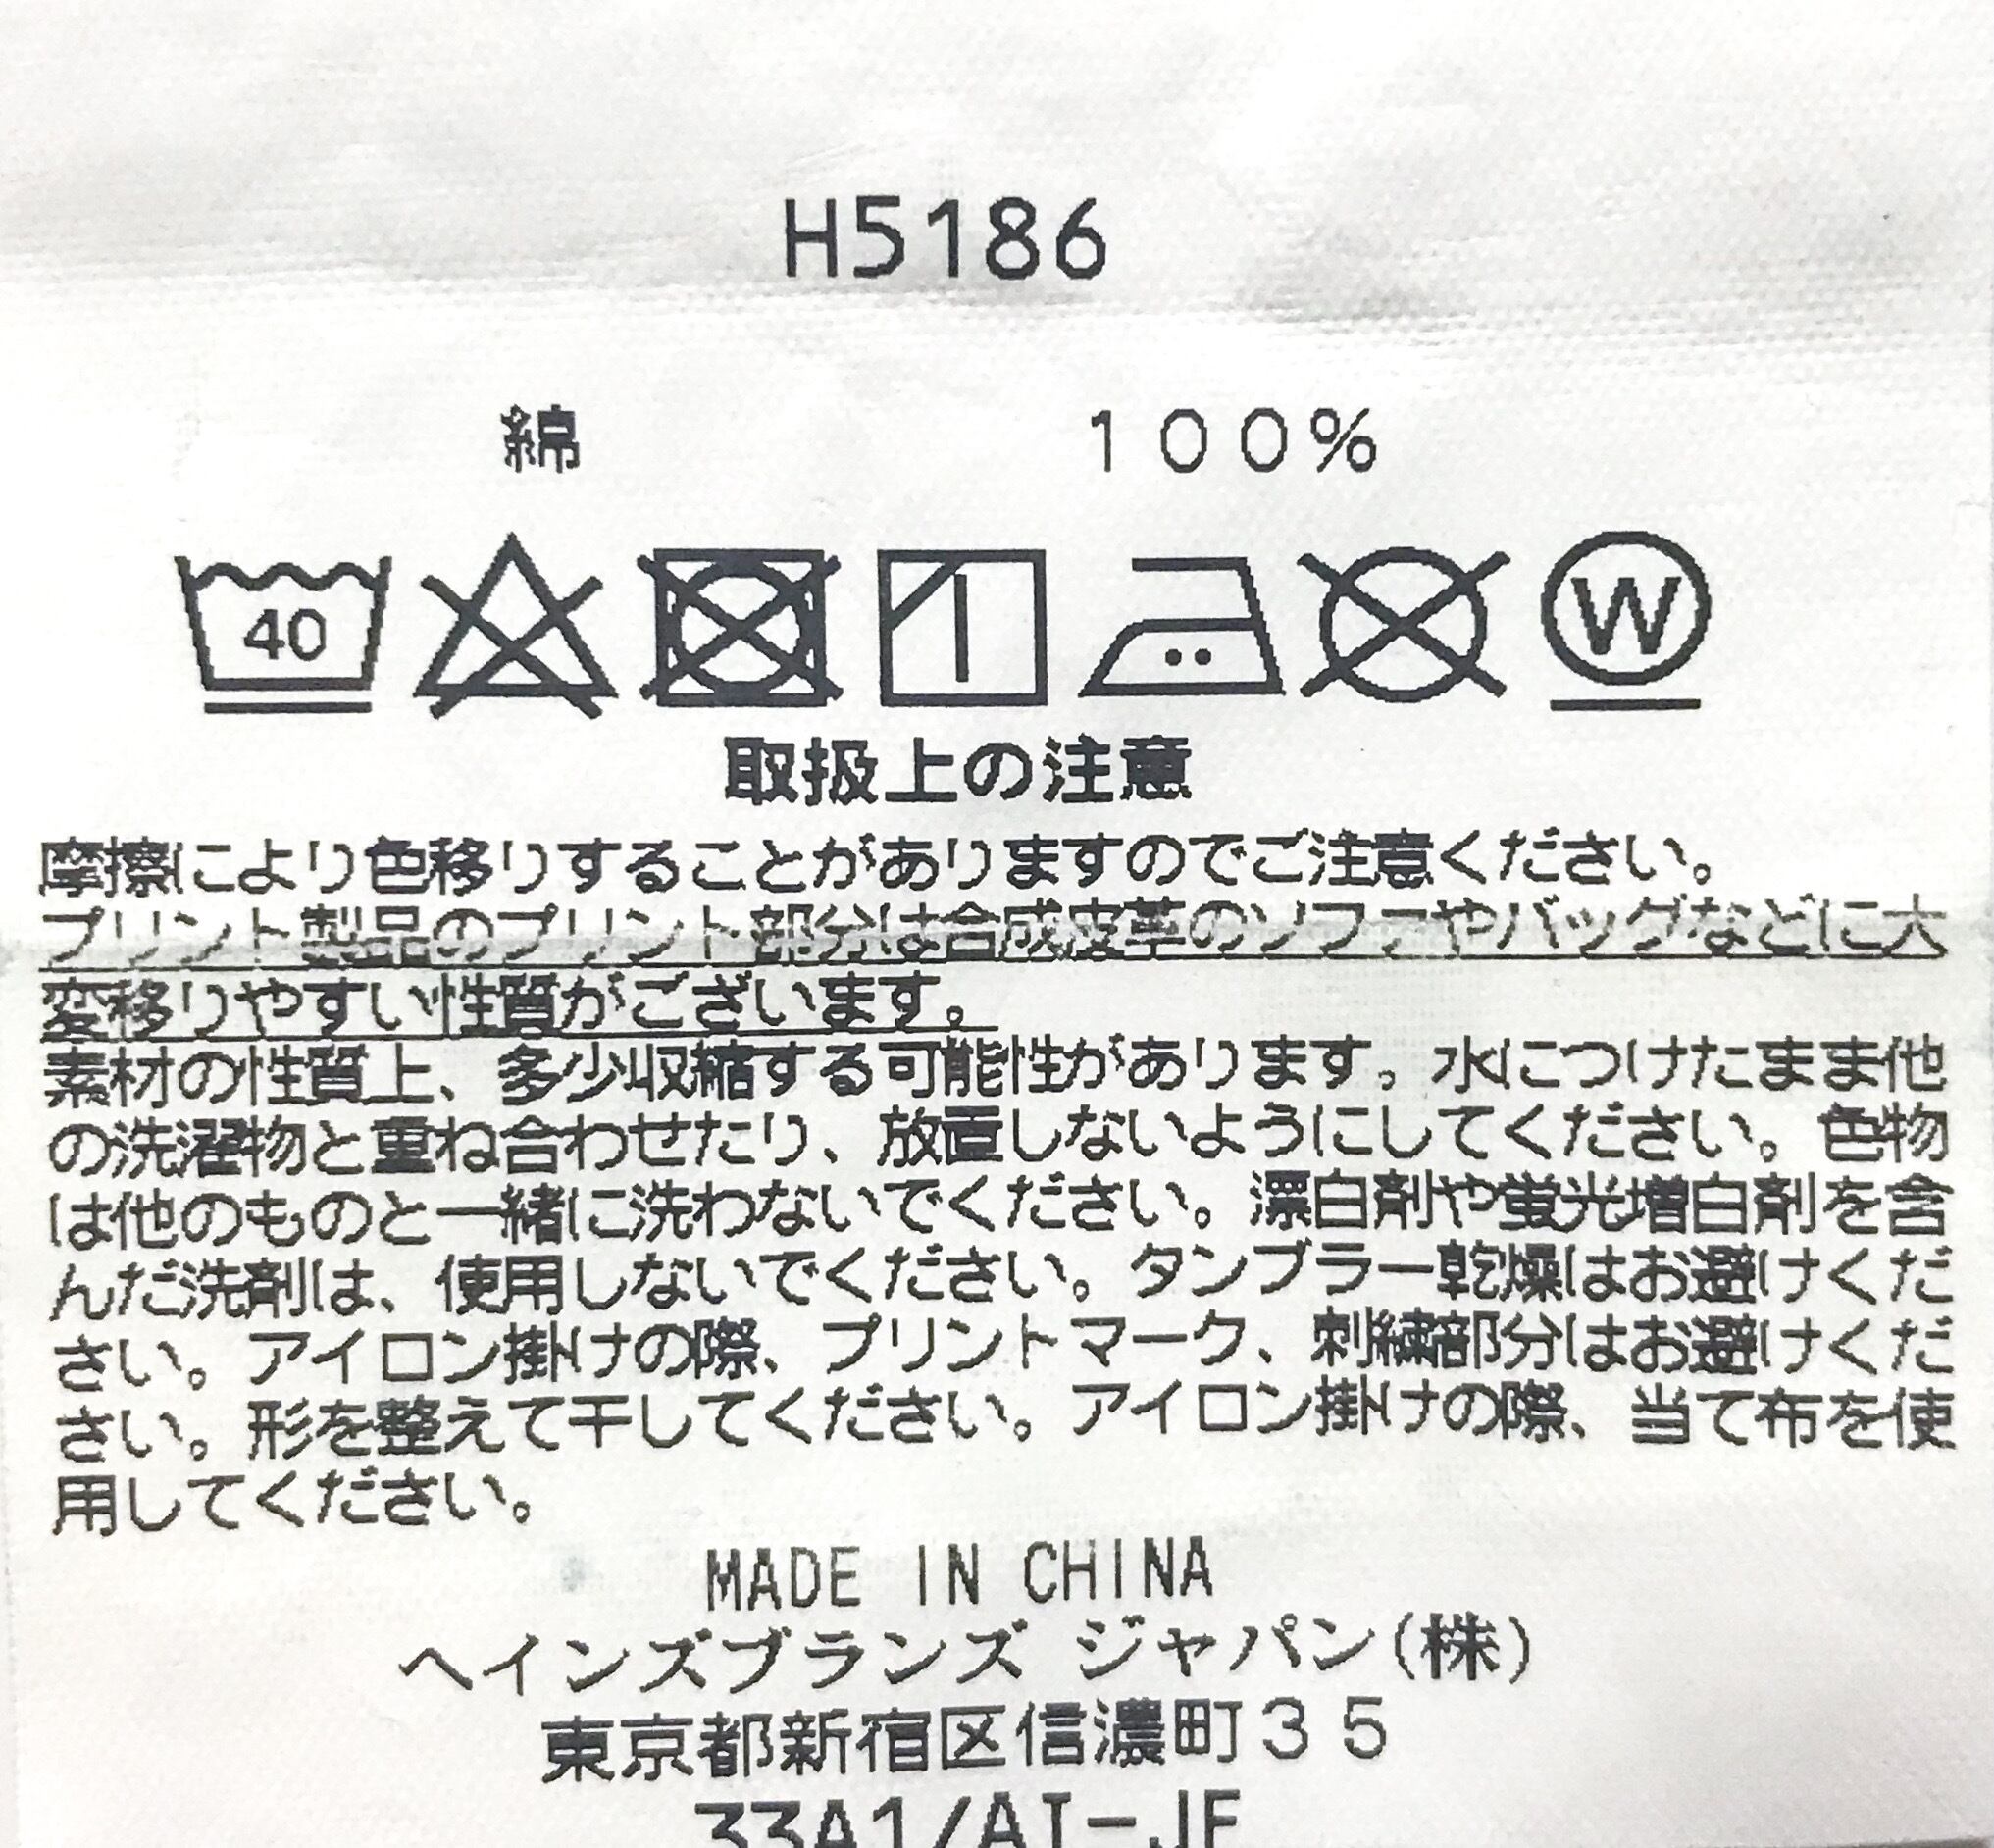 H5186
綿 100%
40 W
取扱上の注意
摩擦により色移りすることがありますのでご注意ください。
プリント製品のプリント部分は合成皮革のソファやバッグなどに大
変移りやすい性質がございます。
素材の性質上、多少収縮する可能性があります。水につけたまま他
の洗濯物と重ね合わせたり、放置しないようにしてください。色物
は他のものと一緒に洗わないでください。漂白剤や蛍光増白剤を含
んだ洗剤は、使用しないでください。タンブラー乾燥はお避けくだ
さい。アイロン掛けの際、プリントマーク、刺繍部分はお避けくだ
さい。形を整えて干してください。アイロン掛けの際、当て布を使
用してください。
MADE IN CHINA
ヘインズブランズ ジャパン(株)
東京都新宿区信濃町35
33A1/AI-JF